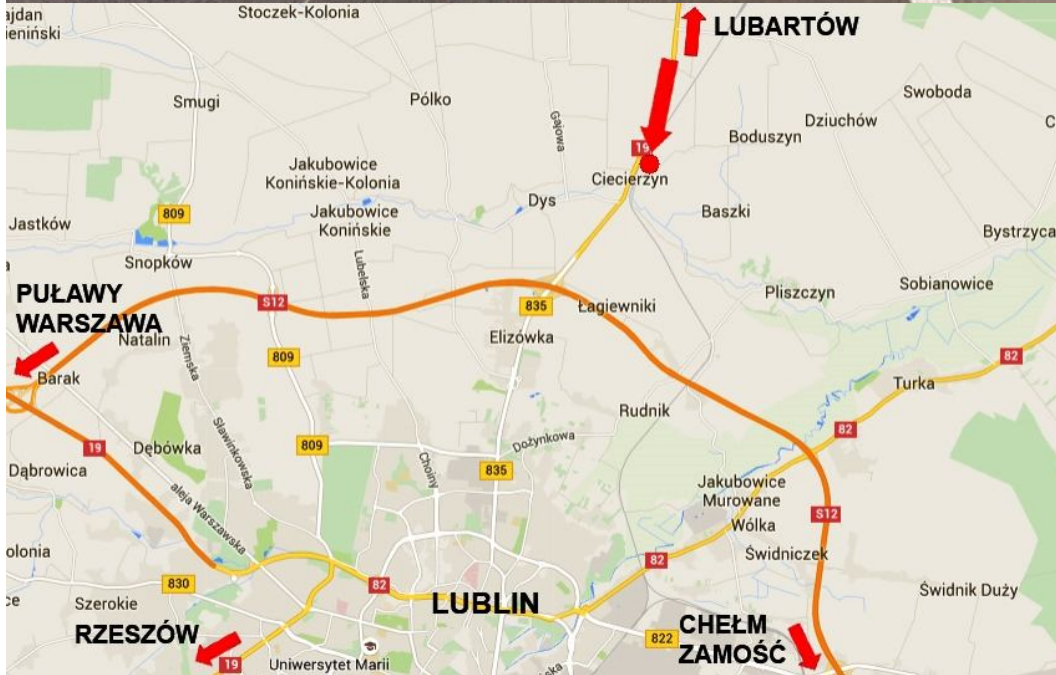 ajdan
ieniński
Stoczek-Kolonia
LUBARTÓW
Smugi
Pólko
Gajowa
Swoboda
Dziuchów
Boduszyn
C
19
Jakubowice
Konińskie-Kolonia
Ciecierzyn
Dys
809
Jakubowice
Konińskie
Baszki
Jastków
Bystrzyca
Snopków
Lubelska
PUŁAWY
WARSZAWA
S12
835
Łagiewniki
Pliszczyn
Sobianowice
Natalin
Ziemska
Elizówka
809
82
Barak
Turka
Rudnik
19
Dębówka
Sławinkowska
809
Dożynkowa
82
Dąbrowica
Choiny
835
aleja Warszawska
Jakubowice
Murowane
S12
Wólka
olonia
82
Świdniczek
830
82
ce
Szerokie
LUBLIN
Świdnik Duży
RZESZÓW
822
CHEŁM
ZAMOŚĆ
19
Uniwersytet Marii
lska